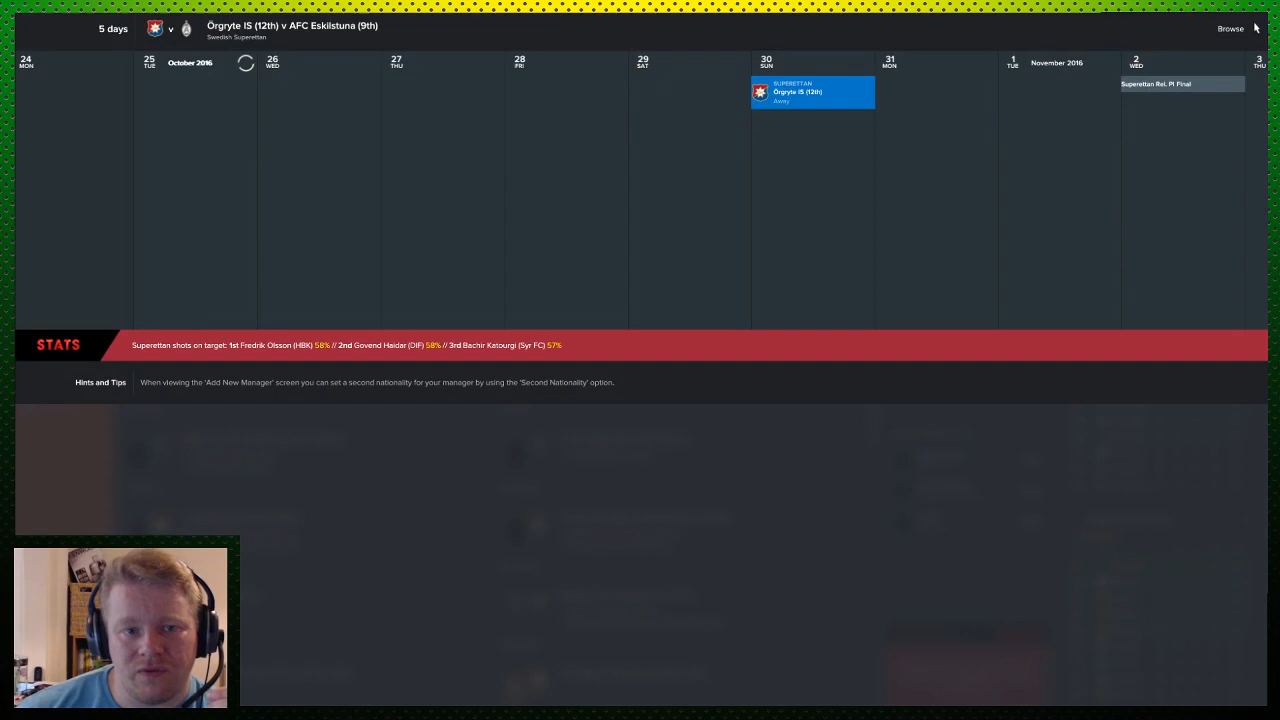 5 days
v
Örgryte IS (12th) v AFC Eskilstuna (9th)
Swedish Superettan
Browse
24
MON
25
TUE
October 2016
26
WED
27
THU
28
FRI
29
SAT
30
SUN
31
MON
1
TUE
November 2016
2
WED
3
THU
SUPERETTAN
Örgryte IS (12th)
Away
Superettan Rel. Pl Final
STATS
Superettan shots on target: 1st Fredrik Olsson (HBK) 58% // 2nd Govend Haidar (DIF) 58% // 3rd Bachir Katourgi (Syr FC) 57%
Hints and Tips
When viewing the 'Add New Manager' screen you can set a second nationality for your manager by using the 'Second Nationality' option.